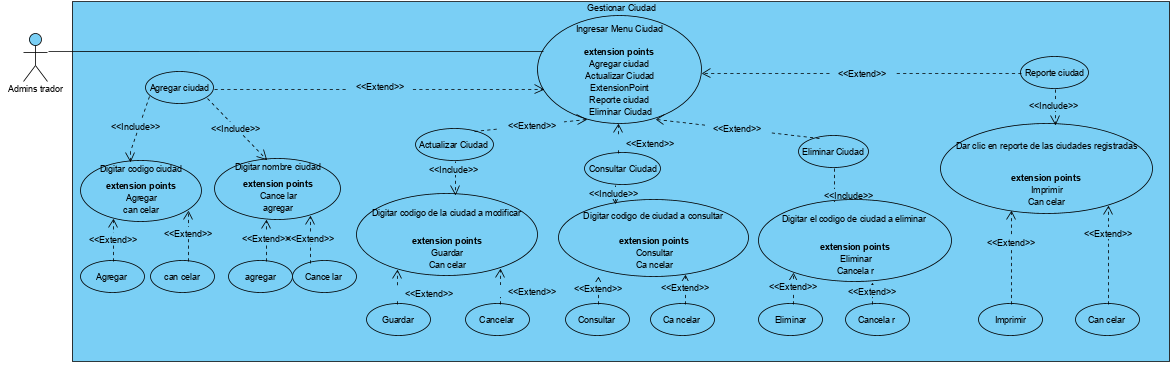 Gestionar Ciudad
Ingresar Menu Ciudad
extension points
Agregar ciudad
Actualizar Ciudad
ExtensionPoint
Reporte ciudad
Eliminar Ciudad
Admins trador
Agregar ciudad
<<Extend>>
<<Extend>>
Reporte ciudad
<<Include>>
<<Include>>
<<Extend>>
<<Extend>>
<<Extend>>
<<Include>>
Actualizar Ciudad
Eliminar Ciudad
Dar clic en reporte de las ciudades registradas
extension points
Imprimir
Can celar
Digitar codigo ciudad
extension points
Agregar
can celar
Digitar nombre ciudad
extension points
Cance lar
agregar
<<Include>>
Consultar Ciudad
<<Include>>
<<Include>>
Digitar codigo de la ciudad a modificar
extension points
Guardar
Can celar
Digitar codigo de ciudad a consultar
extension points
Consultar
Ca ncelar
Digitar el codigo de ciudad a eliminar
extension points
Eliminar
Cancela r
<<Extend>>
<<Extend>>
<<Extend>>
<<Extend>>
<<Extend>>
<<Extend>>
Agregar
can celar
agregar
Cance lar
<<Extend>>
<<Extend>>
<<Extend>>
<<Extend>>
<<Extend>>
<<Extend>>
Guardar
Cancelar
Consultar
Ca ncelar
Eliminar
Cancela r
Imprimir
Can celar